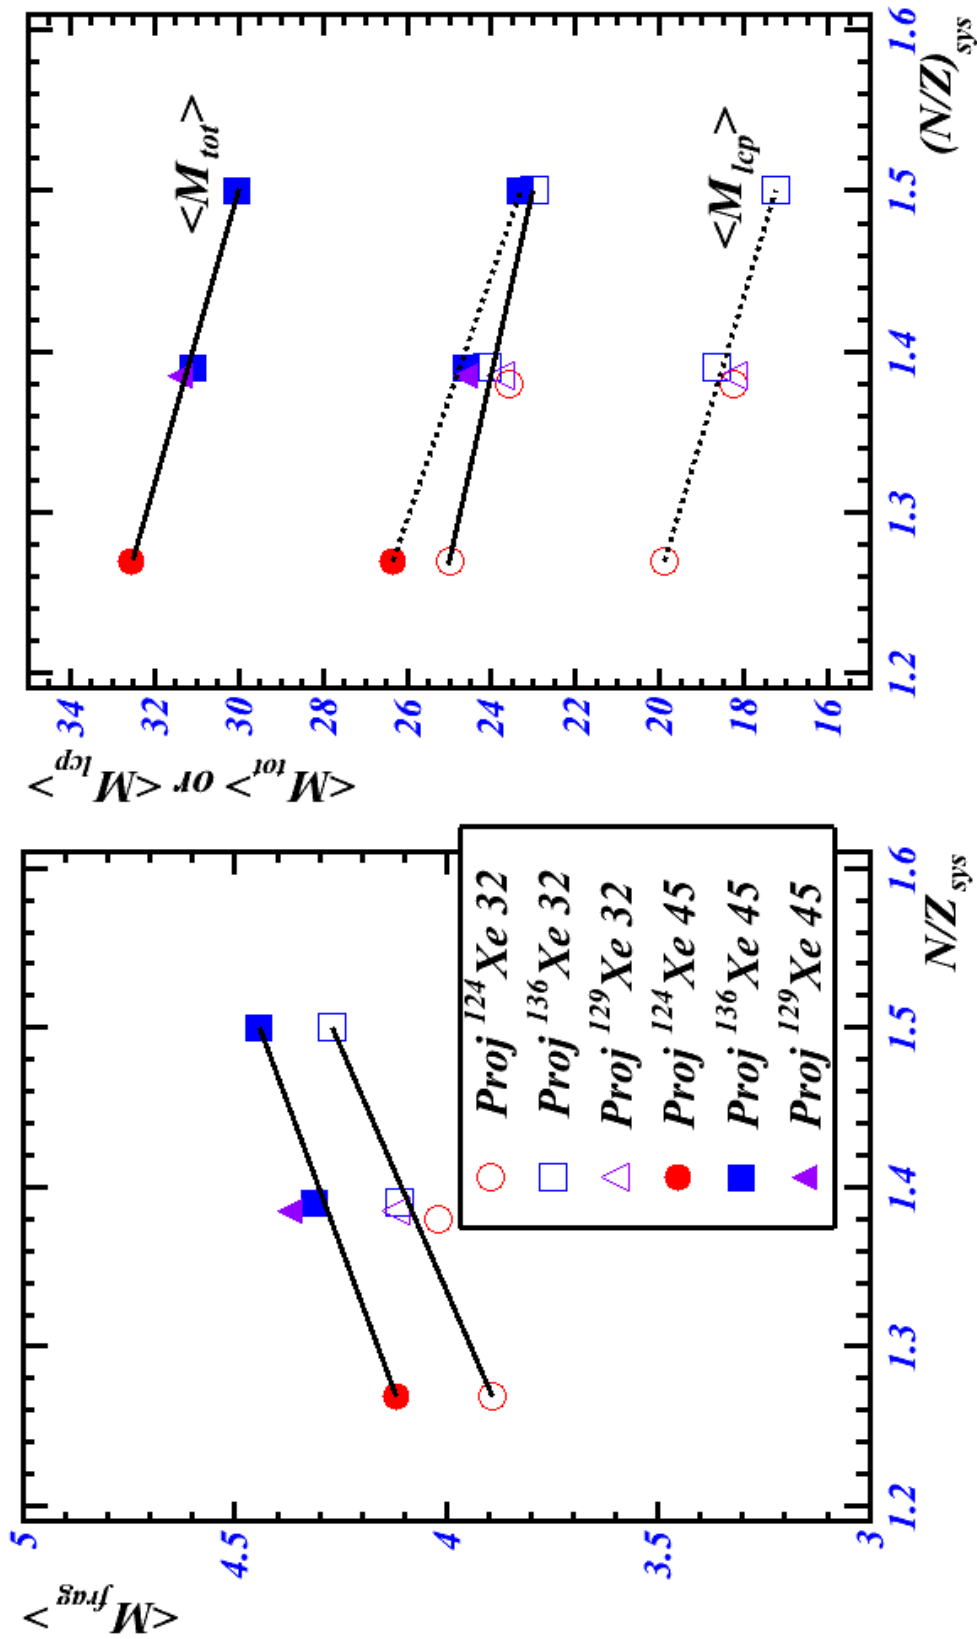 <M_frag>
5
4.5
4
3.5
3
1.2 1.3 1.4 1.5 1.6
N/Z_sys
Proj ^124Xe 32
Proj ^136Xe 32
Proj ^129Xe 32
Proj ^124Xe 45
Proj ^136Xe 45
Proj ^129Xe 45
<M_tot> or <M_lcp>
34
32
30
28
26
24
22
20
18
16
1.2 1.3 1.4 1.5 1.6
(N/Z)_sys
<M_tot>
<M_lcp>